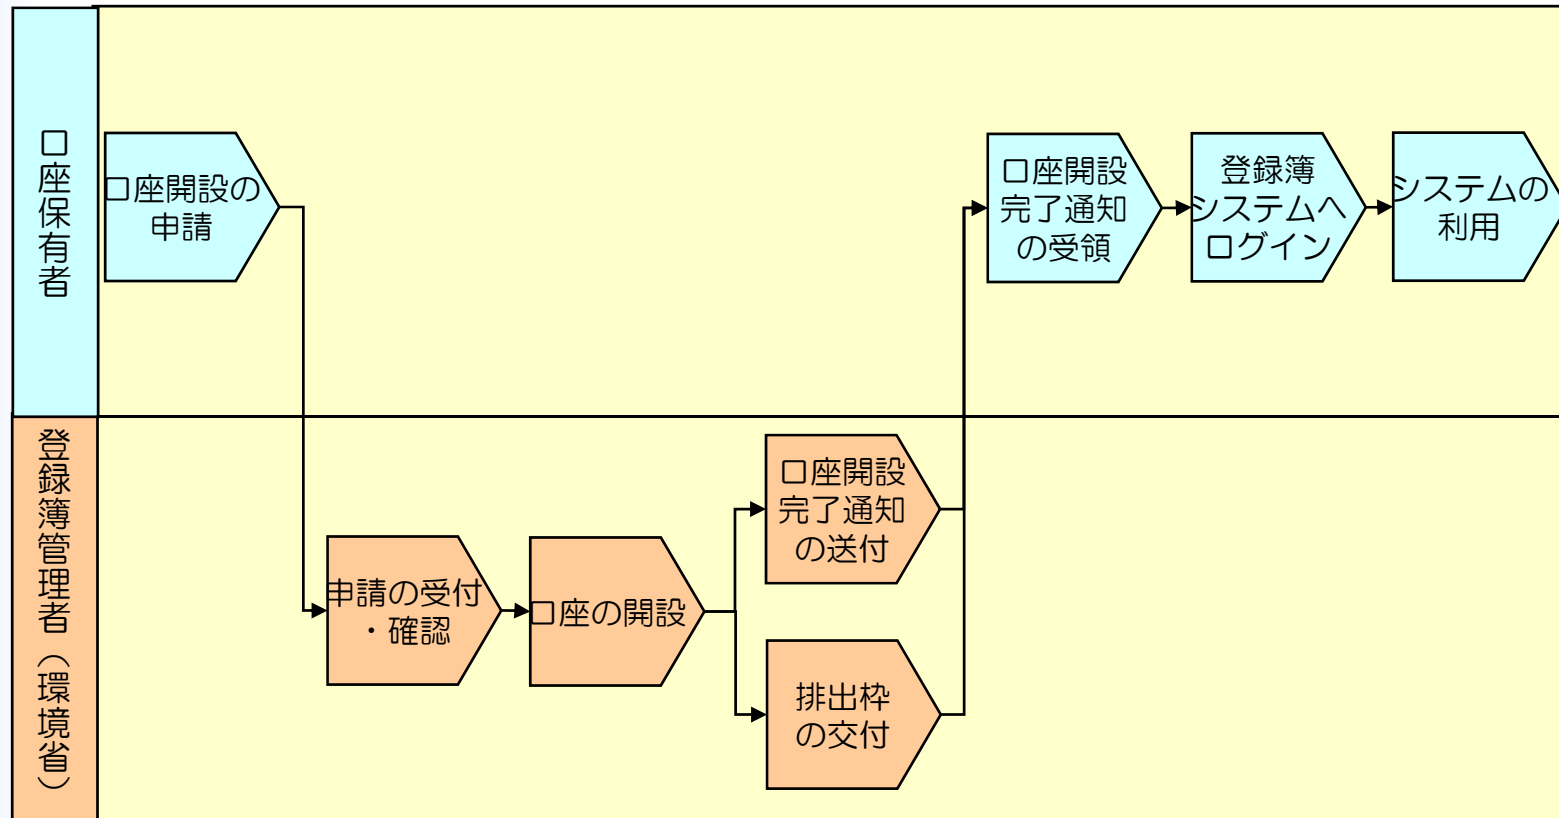 口座保有者
口座開設の
申請
口座開設
完了通知
の受領
登録簿
システムへ
ログイン
システムの
利用
登録簿管理者（環境省）
申請の受付
・確認
口座の開設
口座開設
完了通知
の送付
排出枠
の交付